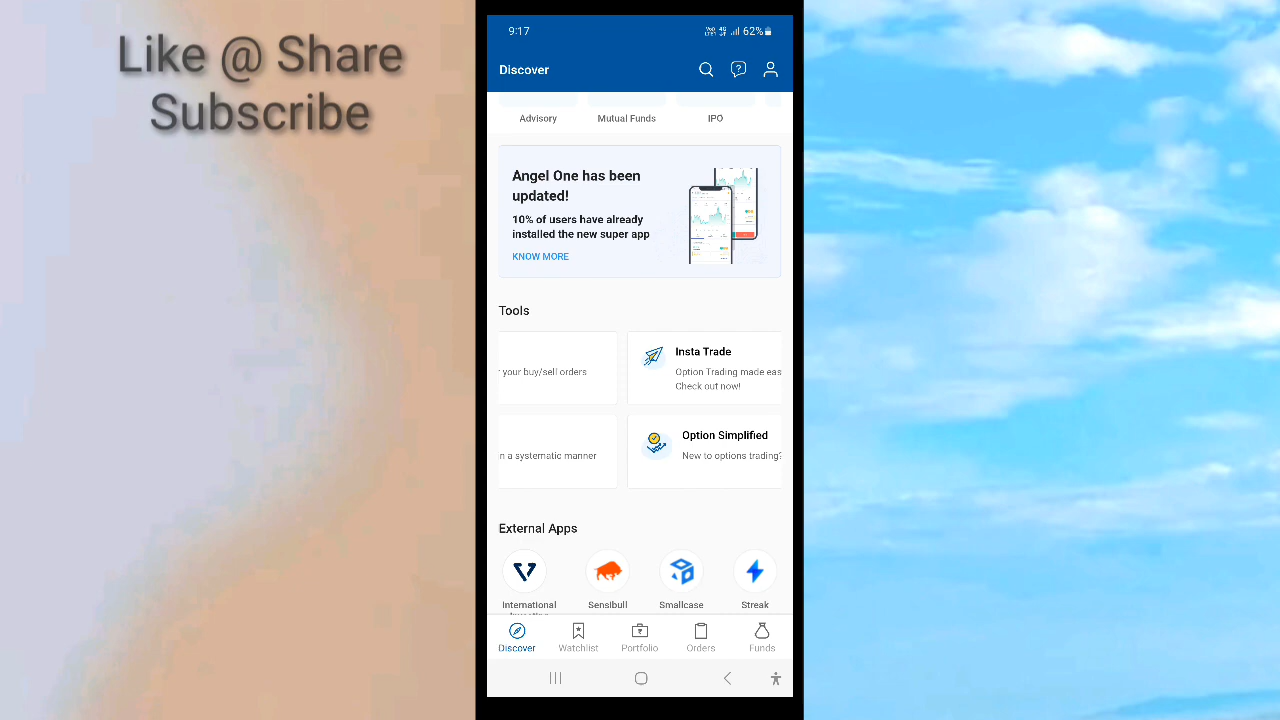 Like @ Share
Subscribe
9:17
62%
Discover
Advisory
Mutual Funds
IPO
Angel One has been
updated!
10% of users have already
installed the new super app
KNOW MORE
Tools
your buy/sell orders
Insta Trade
Option Trading made eas
Check out now!
n a systematic manner
Option Simplified
New to options trading?
External Apps
International
Sensibull
Smallcase
Streak
Discover
Watchlist
Portfolio
Orders
Funds